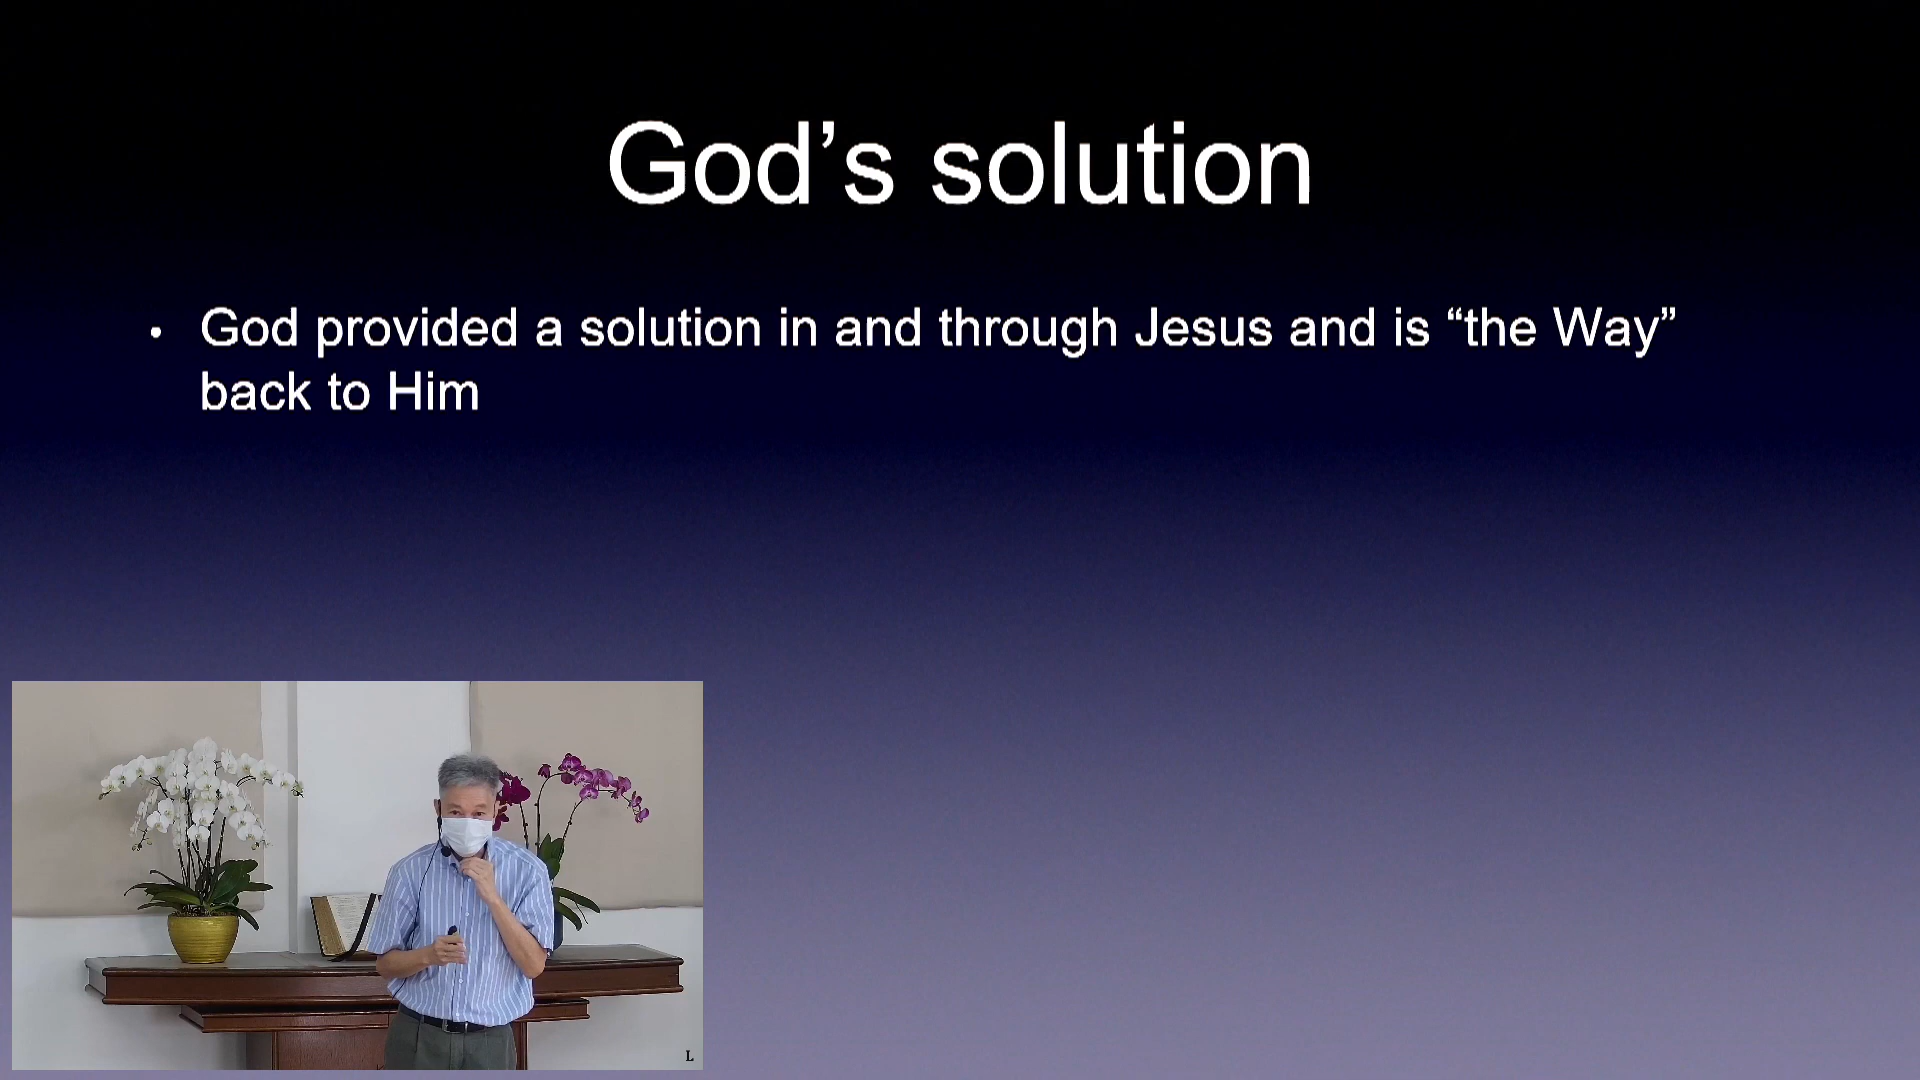 God’s solution
• God provided a solution in and through Jesus and is “the Way”
back to Him
L